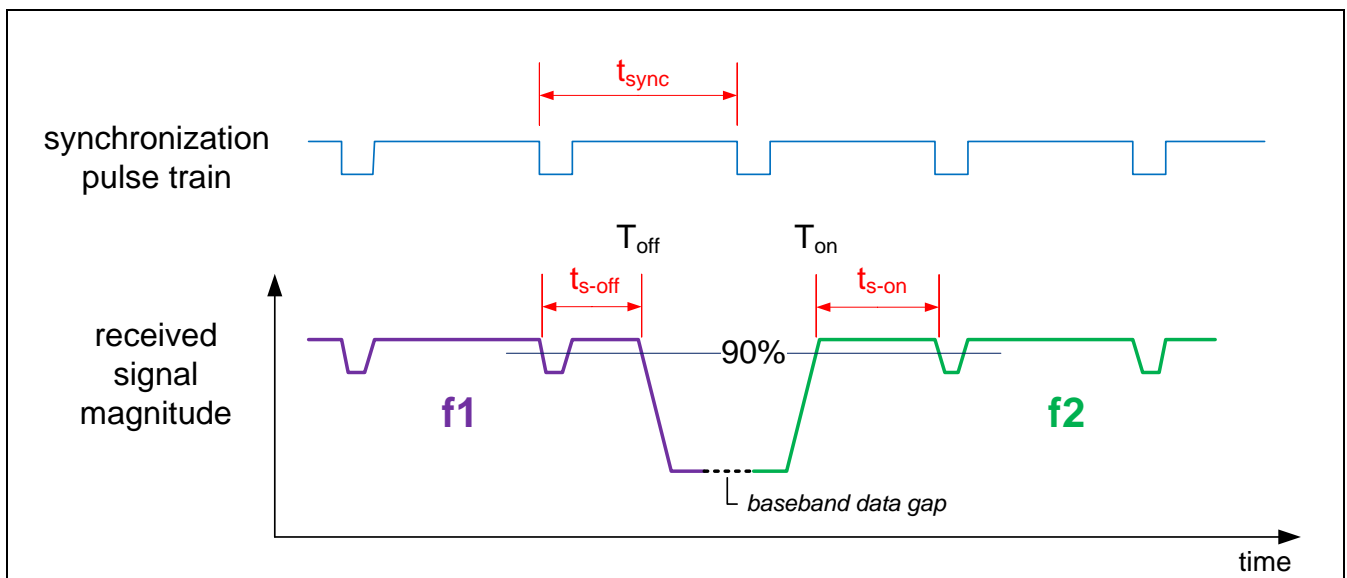 t_sync
synchronization
pulse train
T_off
T_on
t_s-off
t_s-on
received
signal
magnitude
90%
f1
f2
baseband data gap
time